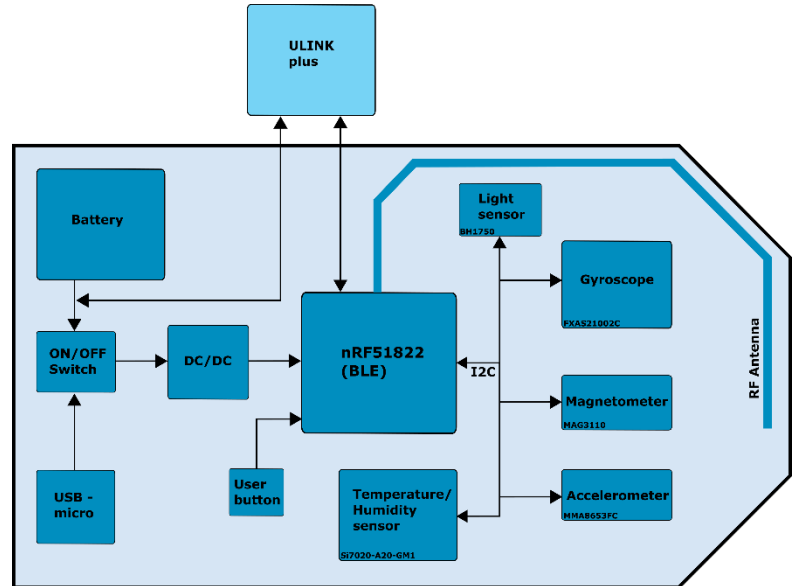 ULINK
plus
Battery
Light
sensor
BH1750
Gyroscope
FXAS21002C
ON/OFF
Switch
DC/DC
nRF51822
(BLE)
I2C
RF Antenna
Magnetometer
MAG3110
USB -
micro
User
button
Temperature/
Humidity
sensor
Si7020-A20-GM1
Accelerometer
MMA8653FC